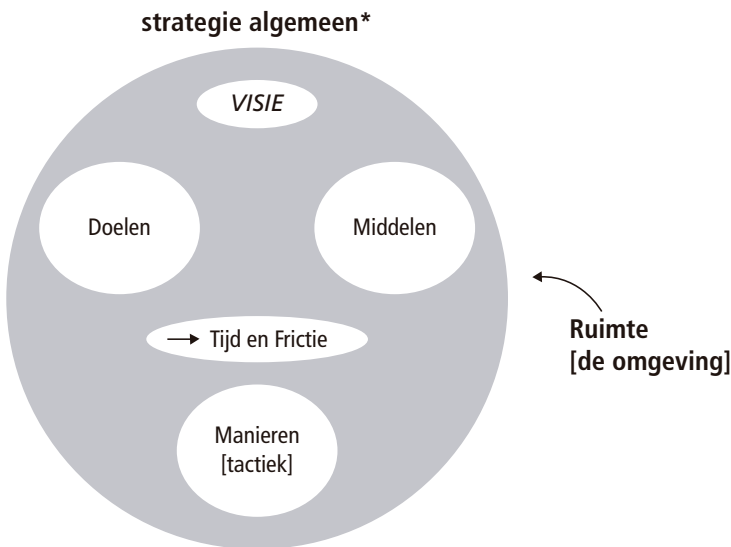 strategie algemeen*
VISIE
Doelen
Middelen
Tijd en Frictie
Ruimte
[de omgeving]
Manieren
[tactiek]